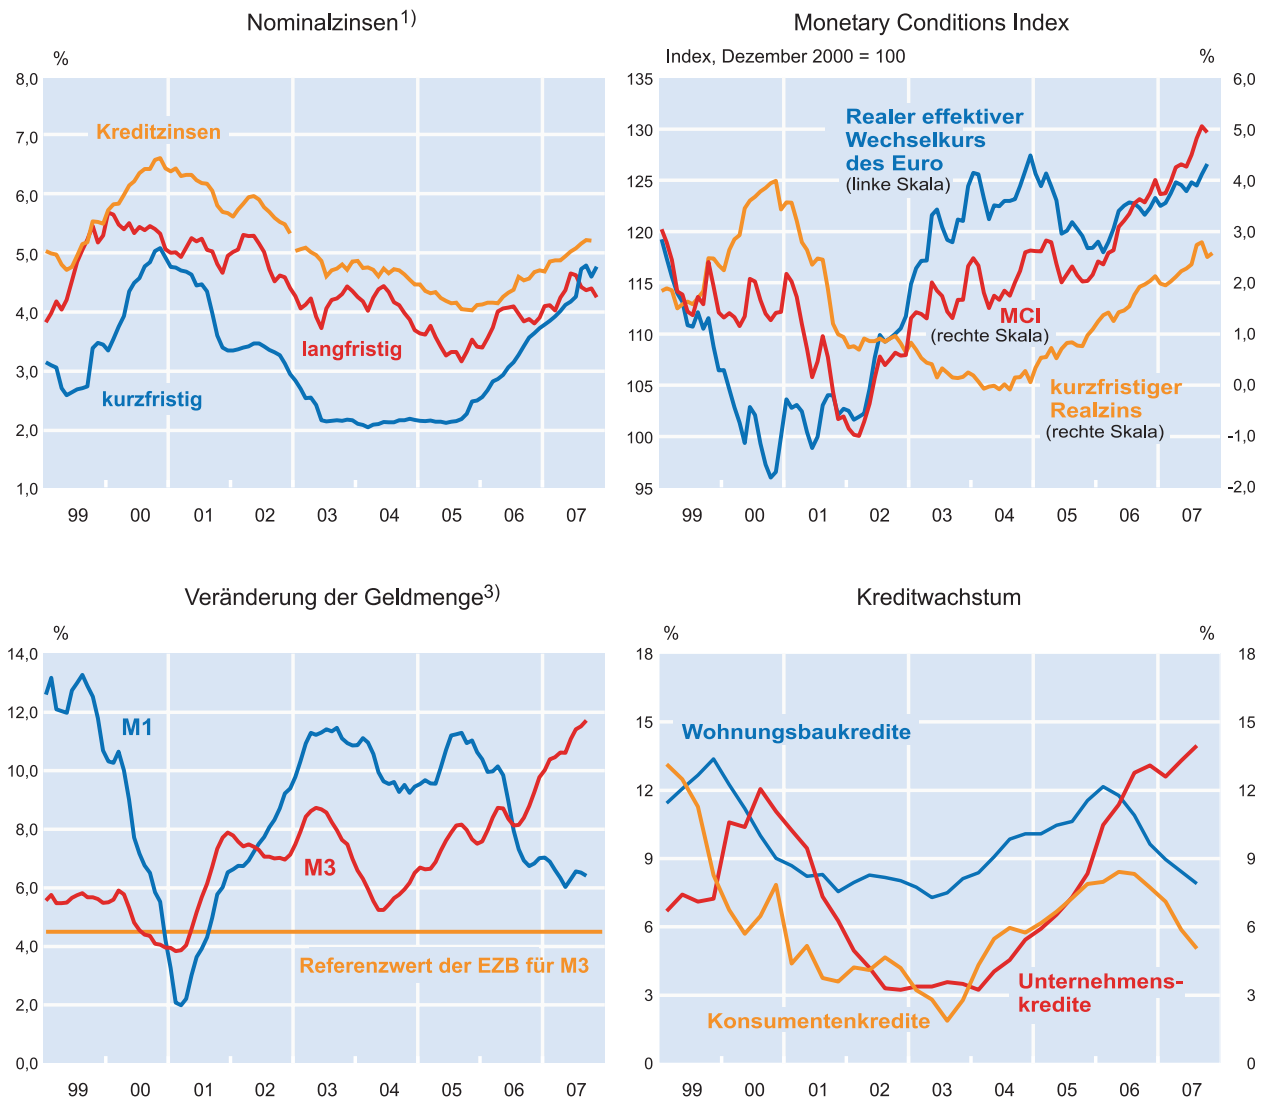 Nominalzinsen1)
%
8,0
7,0
6,0
5,0
4,0
3,0
2,0
1,0
Kreditzinsen
langfristig
kurzfristig
99 00 01 02 03 04 05 06 07
Monetary Conditions Index
Index, Dezember 2000 = 100
%
135
130
125
120
115
110
105
100
95
6,0
5,0
4,0
3,0
2,0
1,0
0,0
-1,0
-2,0
Realer effektiver
Wechselkurs
des Euro
(linke Skala)
MCI
(rechte Skala)
kurzfristiger
Realzins
(rechte Skala)
99 00 01 02 03 04 05 06 07
Veränderung der Geldmenge3)
%
14,0
12,0
10,0
8,0
6,0
4,0
2,0
0,0
M1
M3
Referenzwert der EZB für M3
99 00 01 02 03 04 05 06 07
Kreditwachstum
% %
18 18
15 15
12 12
9 9
6 6
3 3
0 0
Wohnungsbaukredite
Unternehmens-
kredite
Konsumentenkredite
99 00 01 02 03 04 05 06 07